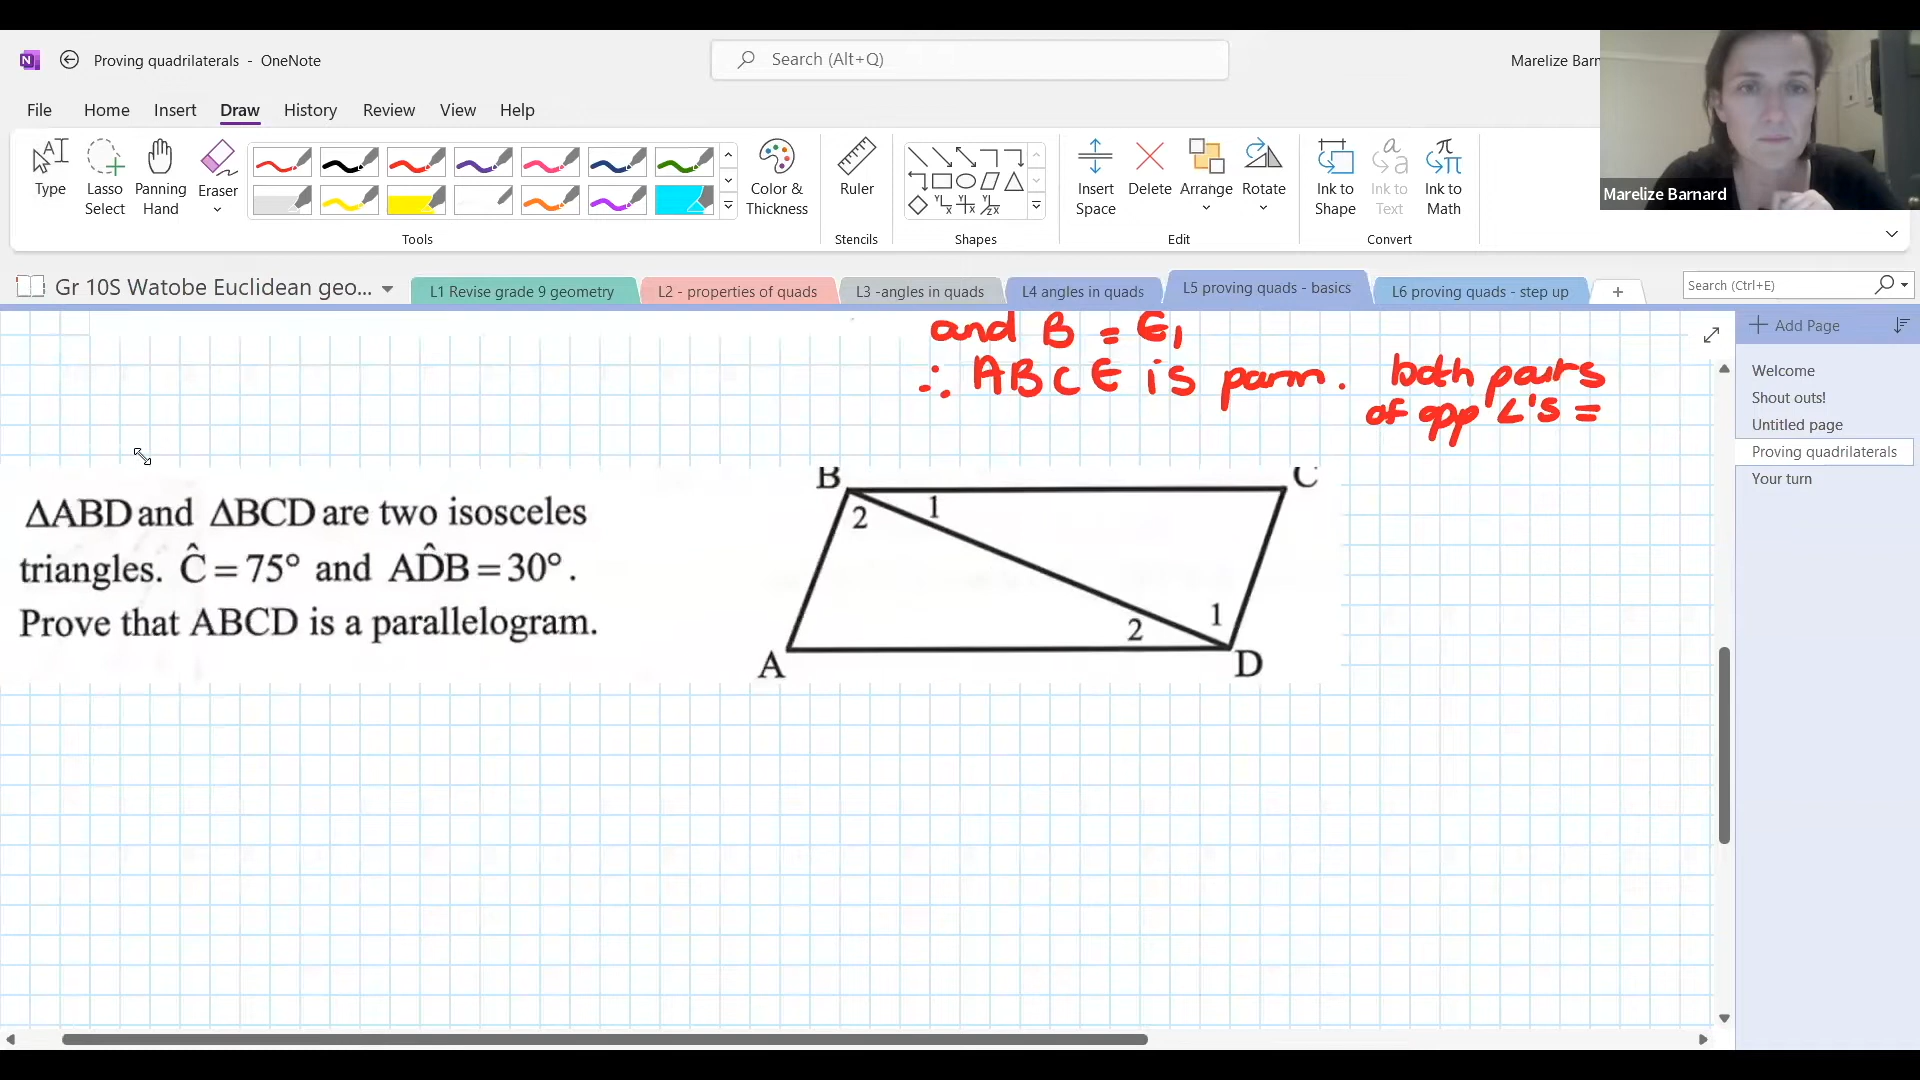 Proving quadrilaterals - OneNote
Search (Alt+Q)
Marelize Barn
File Home Insert Draw History Review View Help
Type
Lasso Select
Panning Hand
Eraser
Color & Thickness
Ruler
Insert Space
Delete
Arrange
Rotate
Ink to Shape
Ink to Text
Ink to Math
Marelize Barnard
Tools
Stencils
Shapes
Edit
Convert
Gr 10S Watobe Euclidean geo...
L1 Revise grade 9 geometry
L2 - properties of quads
L3 -angles in quads
L4 angles in quads
L5 proving quads - basics
L6 proving quads - step up
Search (Ctrl+E)
Add Page
Welcome
Shout outs!
Untitled page
Proving quadrilaterals
Your turn
and B = E₁
∴ ABCE is parm. both pairs
of opp ∠'s =
ΔABD and ΔBCD are two isosceles
triangles. Ĉ = 75° and AD̂B = 30°.
Prove that ABCD is a parallelogram.
B C
2 1
1
2
A D